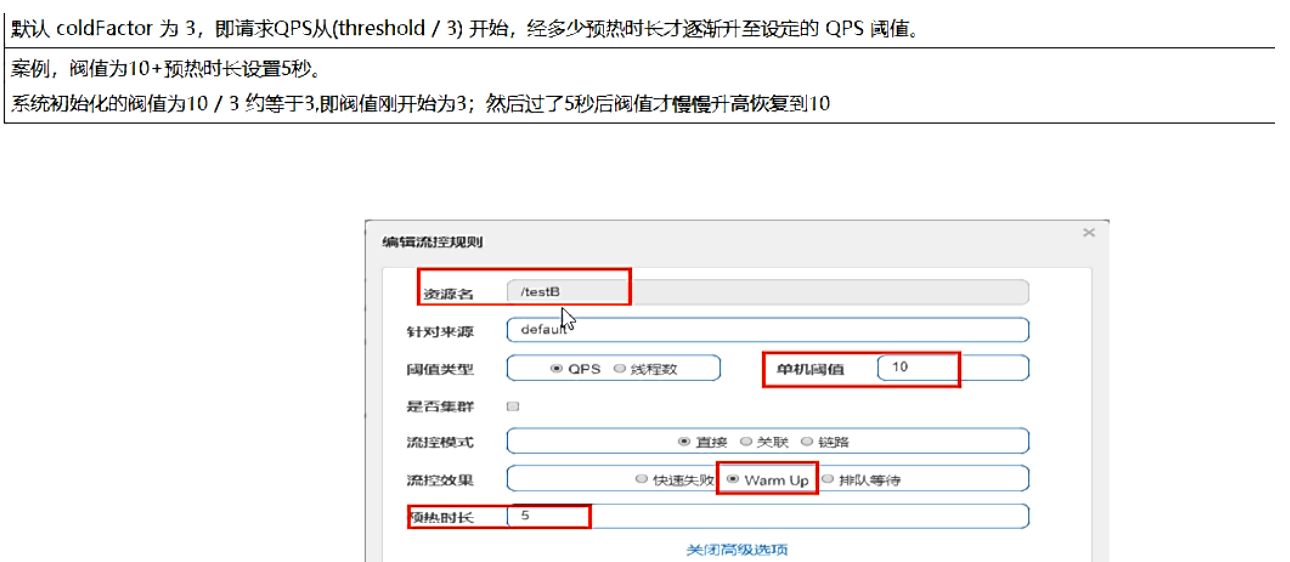 默认 coldFactor 为 3，即请求QPS从(threshold / 3) 开始，经多少预热时长才逐渐升至设定的 QPS 阈值。
案例，阀值为10+预热时长设置5秒。
系统初始化的阀值为10 / 3 约等于3,即阀值刚开始为3；然后过了5秒后阀值才慢慢升高恢复到10
编辑流控规则 ×
资源名 /testB
针对来源 default
阈值类型 QPS 线程数 单机阈值 10
是否集群
流控模式 直接 关联 链路
流控效果 快速失败 Warm Up 排队等待
预热时长 5
关闭高级选项